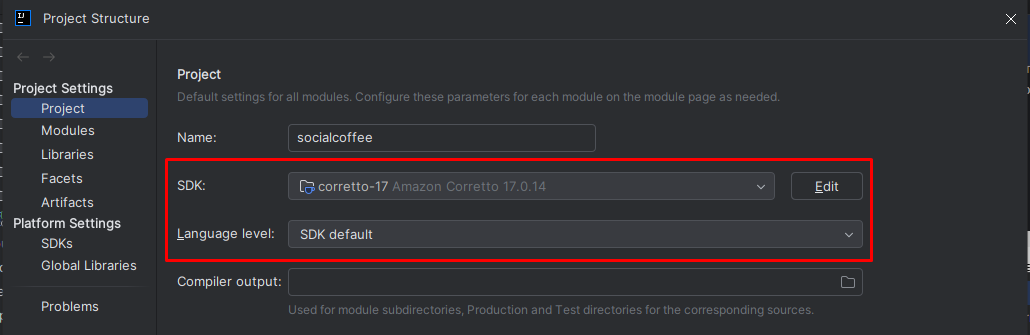 Project Structure
Project Settings
Project
Modules
Libraries
Facets
Artifacts
Platform Settings
SDKs
Global Libraries
Problems
Project
Default settings for all modules. Configure these parameters for each module on the module page as needed.
Name: socialcoffee
SDK: corretto-17 Amazon Corretto 17.0.14 Edit
Language level: SDK default
Compiler output:
Used for module subdirectories, Production and Test directories for the corresponding sources.